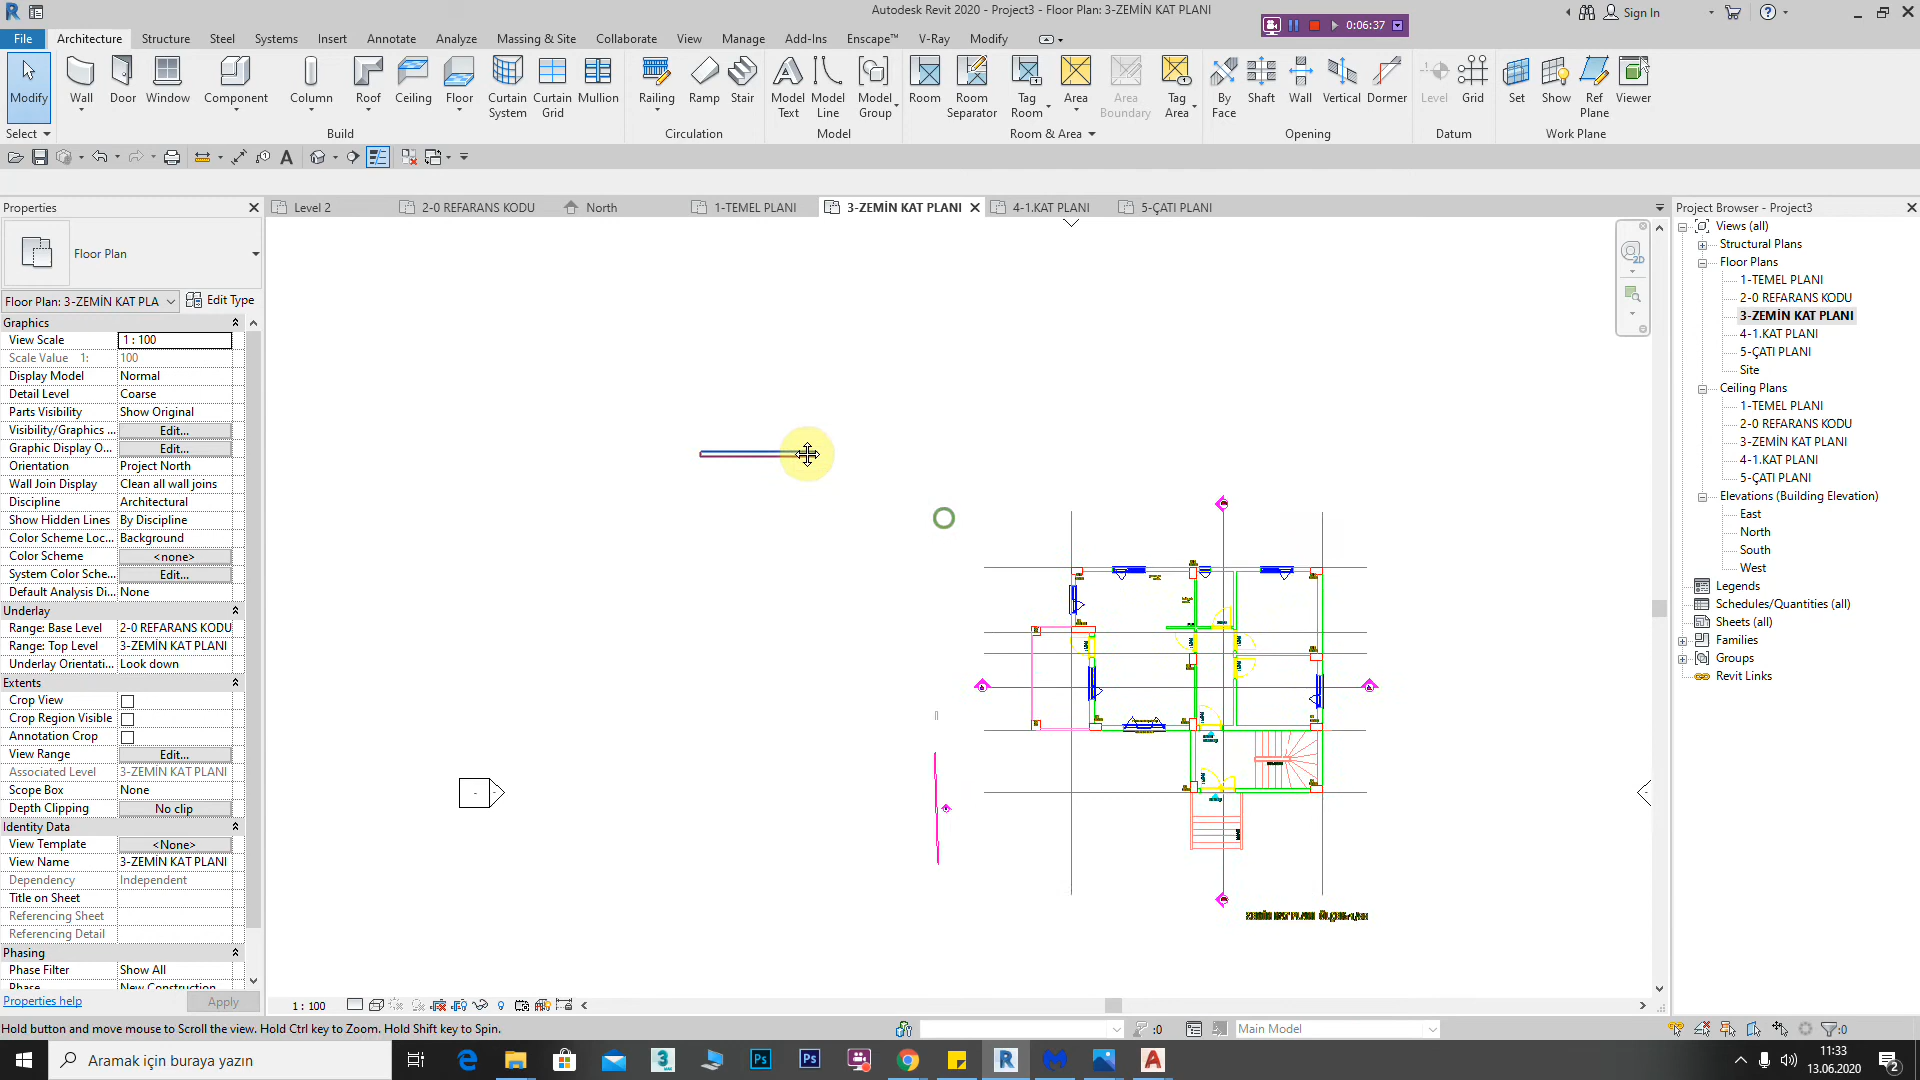 Autodesk Revit 2020 - Project3 - Floor Plan: 3-ZEMİN KAT PLANI
0:06:37
Sign In
File Architecture Structure Steel Systems Insert Annotate Analyze Massing & Site Collaborate View Manage Add-Ins Enscape™ V-Ray Modify
Modify Wall Door Window Component Column Roof Ceiling Floor Curtain System Curtain Grid Mullion Railing Ramp Stair Model Text Model Line Model Group Room Room Separator Tag Room Area Area Boundary Tag Area By Face Shaft Wall Vertical Dormer Level Grid Set Show Ref Plane Viewer
Select Build Circulation Model Room & Area Opening Datum Work Plane
Properties
Level 2 2-0 REFARANS KODU North 1-TEMEL PLANI 3-ZEMİN KAT PLANI 4-1.KAT PLANI 5-ÇATI PLANI
Floor Plan
Floor Plan: 3-ZEMİN KAT PLA Edit Type
Graphics
View Scale 1 : 100
Scale Value 1: 100
Display Model Normal
Detail Level Coarse
Parts Visibility Show Original
Visibility/Graphics ... Edit...
Graphic Display O... Edit...
Orientation Project North
Wall Join Display Clean all wall joins
Discipline Architectural
Show Hidden Lines By Discipline
Color Scheme Loc... Background
Color Scheme <none>
System Color Sche... Edit...
Default Analysis Di... None
Underlay
Range: Base Level 2-0 REFARANS KODU
Range: Top Level 3-ZEMİN KAT PLANI
Underlay Orientati... Look down
Extents
Crop View
Crop Region Visible
Annotation Crop
View Range Edit...
Associated Level 3-ZEMİN KAT PLANI
Scope Box None
Depth Clipping No clip
Identity Data
View Template <None>
View Name 3-ZEMİN KAT PLANI
Dependency Independent
Title on Sheet
Referencing Sheet
Referencing Detail
Phasing
Phase Filter Show All
Phase New Construction
Properties help Apply
2D
ZEMİN KAT PLANI
1 : 100
Project Browser - Project3
Views (all)
Structural Plans
Floor Plans
1-TEMEL PLANI
2-0 REFARANS KODU
3-ZEMİN KAT PLANI
4-1.KAT PLANI
5-ÇATI PLANI
Site
Ceiling Plans
1-TEMEL PLANI
2-0 REFARANS KODU
3-ZEMİN KAT PLANI
4-1.KAT PLANI
5-ÇATI PLANI
Elevations (Building Elevation)
East
North
South
West
Legends
Schedules/Quantities (all)
Sheets (all)
Families
Groups
Revit Links
Hold button and move mouse to Scroll the view. Hold Ctrl key to Zoom. Hold Shift key to Spin.
:0 Main Model :0
Aramak için buraya yazın
11:33
13.06.2020
2